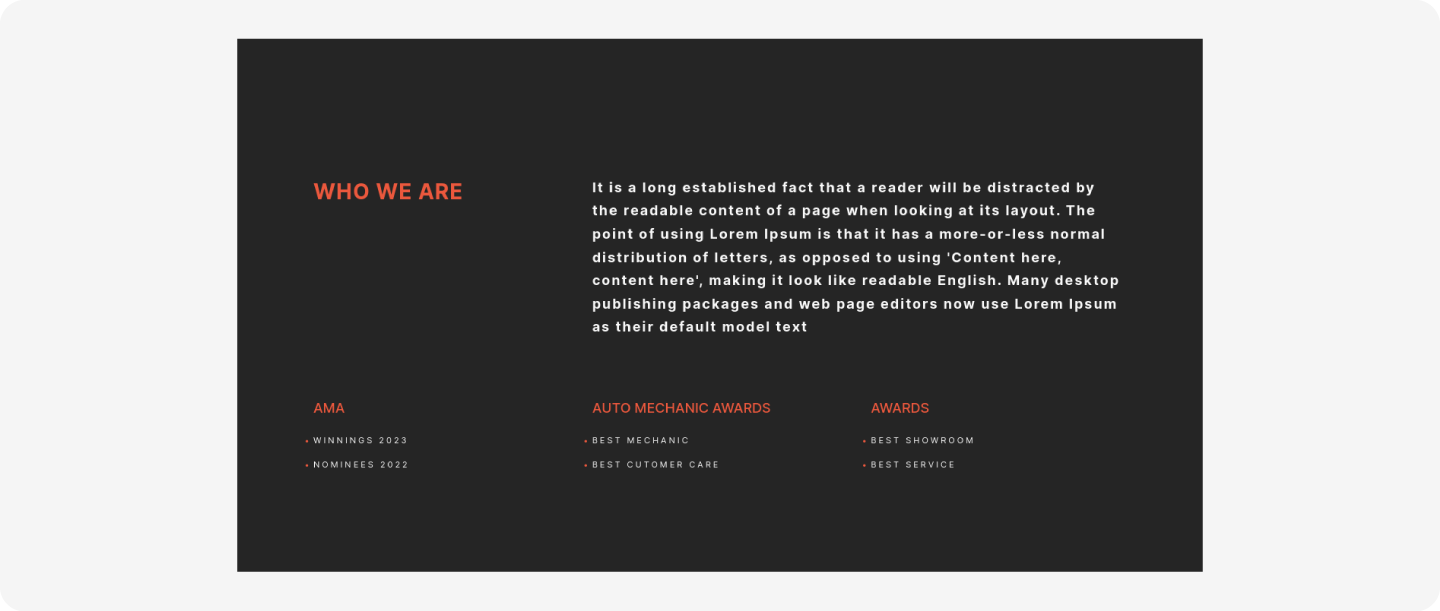 WHO WE ARE
It is a long established fact that a reader will be distracted by
the readable content of a page when looking at its layout. The
point of using Lorem Ipsum is that it has a more-or-less normal
distribution of letters, as opposed to using 'Content here,
content here', making it look like readable English. Many desktop
publishing packages and web page editors now use Lorem Ipsum
as their default model text
AMA
• WINNINGS 2023
• NOMINEES 2022
AUTO MECHANIC AWARDS
• BEST MECHANIC
• BEST CUTOMER CARE
AWARDS
• BEST SHOWROOM
• BEST SERVICE